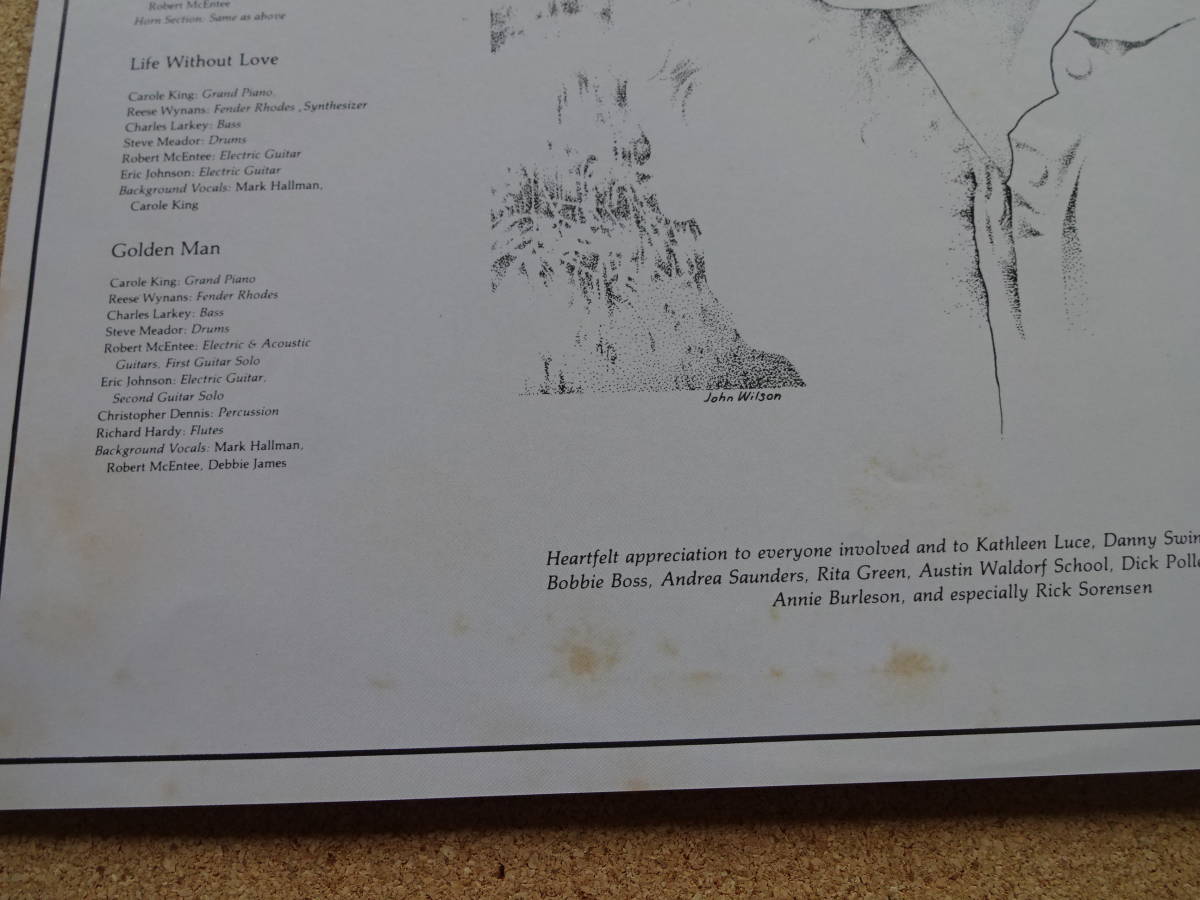 Robert McEntee
Horn Section: Same as above
Life Without Love
Carole King: Grand Piano,
Reese Wynans: Fender Rhodes, Synthesizer
Charles Larkey: Bass
Steve Meador: Drums
Robert McEntee: Electric Guitar
Eric Johnson: Electric Guitar
Background Vocals: Mark Hallman,
Carole King
Golden Man
Carole King: Grand Piano
Reese Wynans: Fender Rhodes
Charles Larkey: Bass
Steve Meador: Drums
Robert McEntee: Electric & Acoustic
Guitars, First Guitar Solo
Eric Johnson: Electric Guitar,
Second Guitar Solo
Christopher Dennis: Percussion
Richard Hardy: Flutes
Background Vocals: Mark Hallman,
Robert McEntee, Debbie James
John Wilson
Heartfelt appreciation to everyone involved and to Kathleen Luce, Danny
Bobbie Boss, Andrea Saunders, Rita Green, Austin Waldorf School, Dick
Annie Burleson, and especially Rick Sorensen